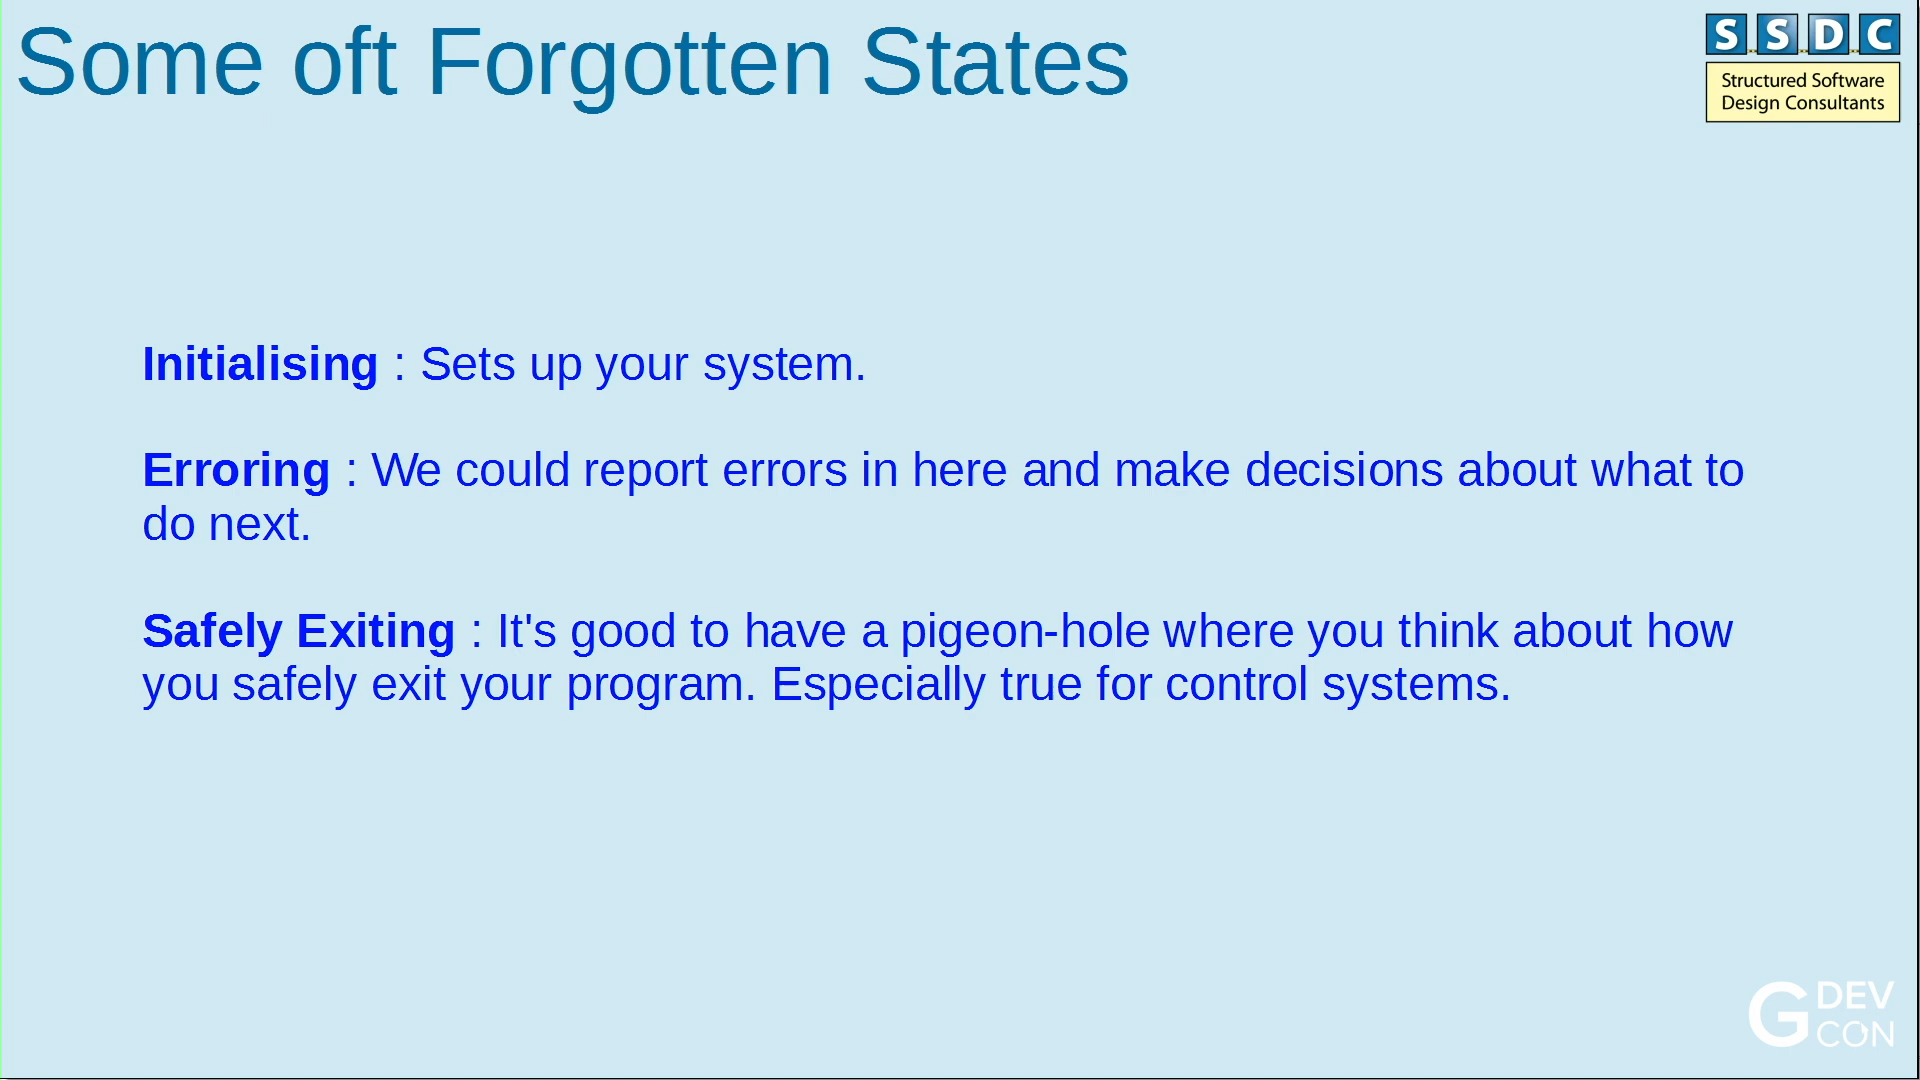 Some oft Forgotten States
S S D C
Structured Software
Design Consultants
Initialising : Sets up your system.
Erroring : We could report errors in here and make decisions about what to
do next.
Safely Exiting : It's good to have a pigeon-hole where you think about how
you safely exit your program. Especially true for control systems.
G DEV
CON